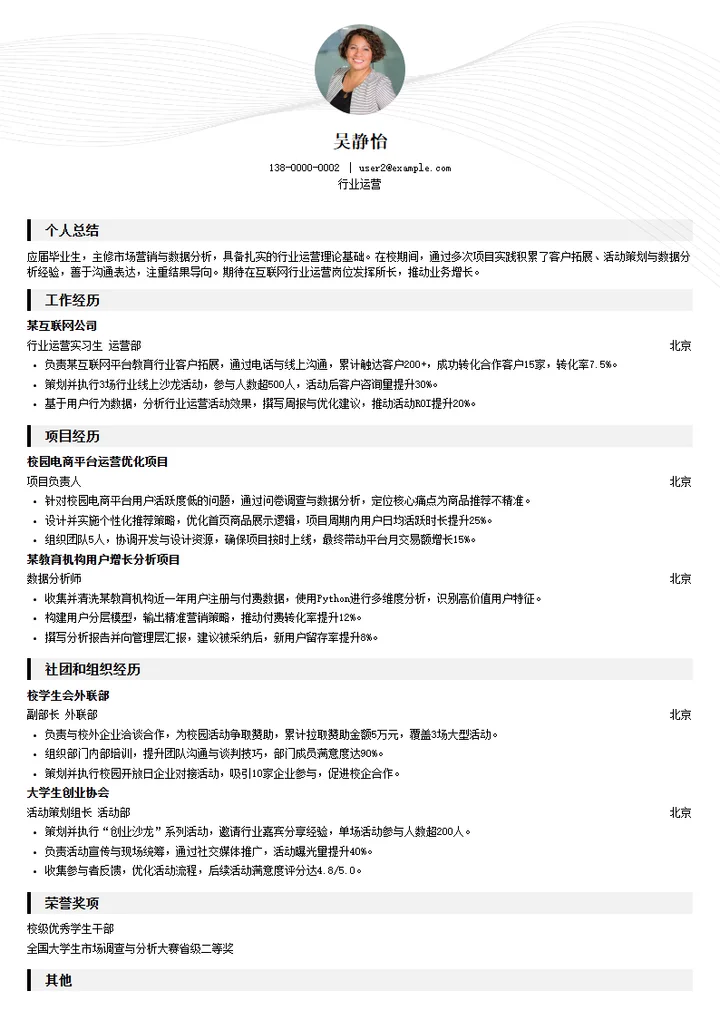 吴静怡
138-0000-0002 | user2@example.com
行业运营
个人总结
应届毕业生，主修市场营销与数据分析，具备扎实的行业运营理论基础。在校期间，通过多次项目实践积累了客户拓展、活动策划与数据分
析经验，善于沟通表达，注重结果导向。期待在互联网行业运营岗位发挥所长，推动业务增长。
工作经历
某互联网公司
行业运营实习生 运营部 北京
• 负责某互联网平台教育行业客户拓展，通过电话与线上沟通，累计触达客户200+，成功转化合作客户15家，转化率7.5%。
• 策划并执行3场行业线上沙龙活动，参与人数超500人，活动后客户咨询量提升30%。
• 基于用户行为数据，分析行业运营活动效果，撰写周报与优化建议，推动活动ROI提升20%。
项目经历
校园电商平台运营优化项目
项目负责人 北京
• 针对校园电商平台用户活跃度低的问题，通过问卷调查与数据分析，定位核心痛点为商品推荐不精准。
• 设计并实施个性化推荐策略，优化首页商品展示逻辑，项目周期内用户日均活跃时长提升25%。
• 组织团队5人，协调开发与设计资源，确保项目按时上线，最终带动平台月交易额增长15%。
某教育机构用户增长分析项目
数据分析师 北京
• 收集并清洗某教育机构近一年用户注册与付费数据，使用Python进行多维度分析，识别高价值用户特征。
• 构建用户分层模型，输出精准营销策略，推动付费转化率提升12%。
• 撰写分析报告并向管理层汇报，建议被采纳后，新用户留存率提升8%。
社团和组织经历
校学生会外联部
副部长 外联部 北京
• 负责与校外企业洽谈合作，为校园活动争取赞助，累计拉取赞助金额5万元，覆盖3场大型活动。
• 组织部门内部培训，提升团队沟通与谈判技巧，部门成员满意度达90%。
• 策划并执行校园开放日企业对接活动，吸引10家企业参与，促进校企合作。
大学生创业协会
活动策划组长 活动部 北京
• 策划并执行“创业沙龙”系列活动，邀请行业嘉宾分享经验，单场活动参与人数超200人。
• 负责活动宣传与现场统筹，通过社交媒体推广，活动曝光量提升40%。
• 收集参与者反馈，优化活动流程，后续活动满意度评分达4.8/5.0。
荣誉奖项
校级优秀学生干部
全国大学生市场调查与分析大赛省级二等奖
其他